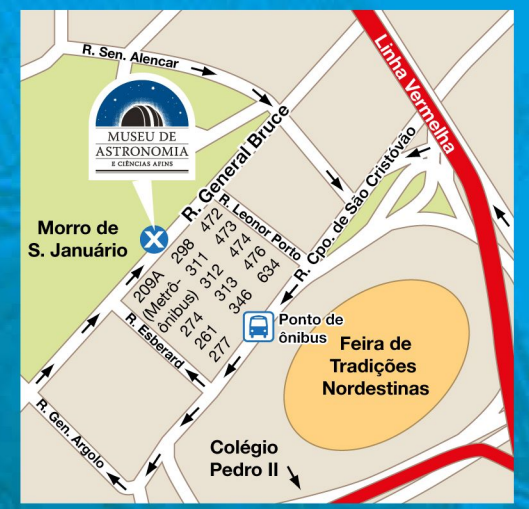 R. Sen. Alencar
Linha Vermelha
MUSEU DE
ASTRONOMIA
E CIÊNCIAS AFINS
R. General Bruce
R. Cpo. de São Cristóvão
R. Leonor Porto
Morro de
S. Januário
209A 298 472
(Metrô- 311 473
ônibus) 312 474
274 313 476
261 346 634
277
R. Esberard
Ponto de
ônibus
Feira de
Tradições
Nordestinas
R. Gen. Argolo
Colégio
Pedro II